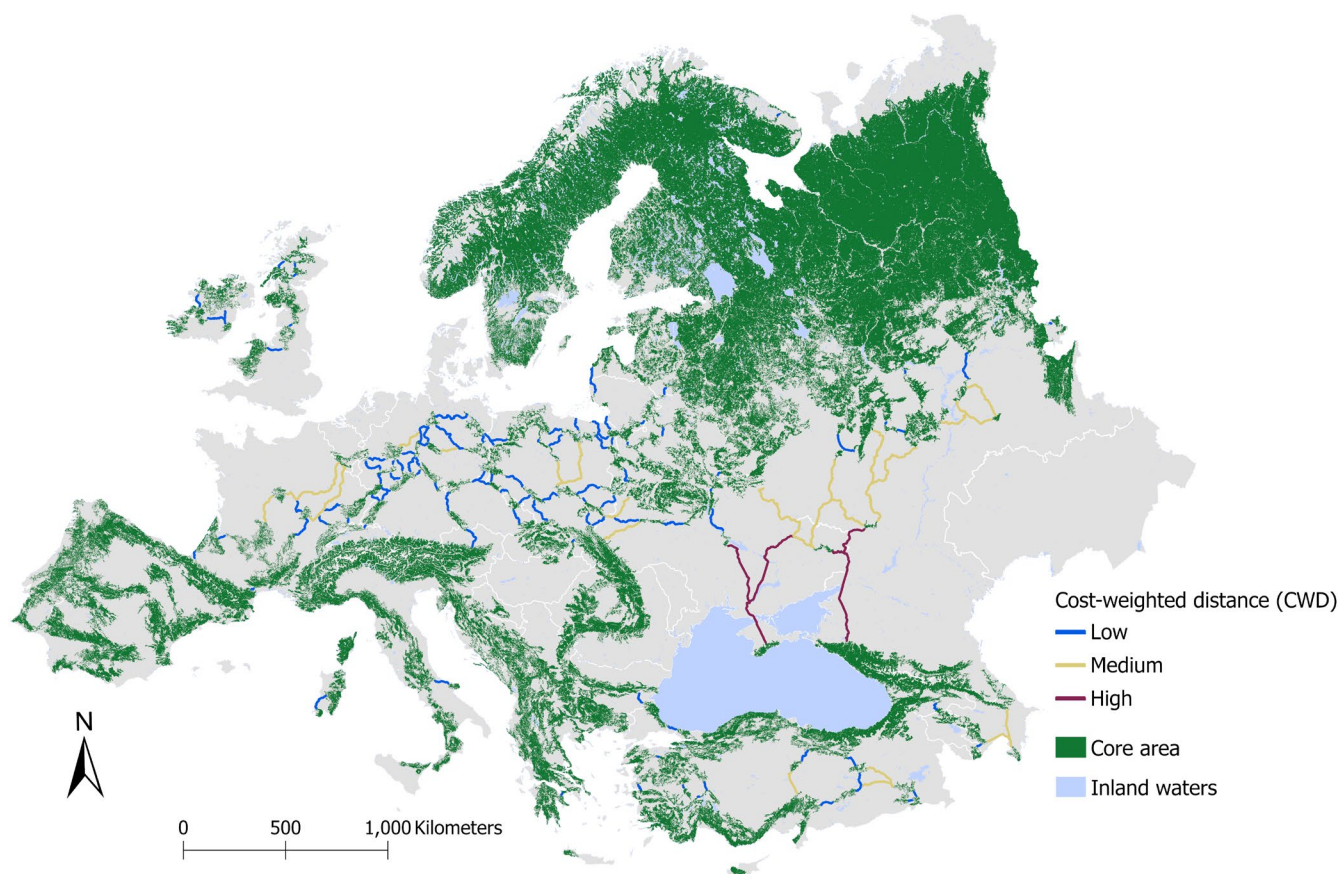 Cost-weighted distance (CWD)
Low
Medium
High
Core area
Inland waters
N
0 500 1,000 Kilometers